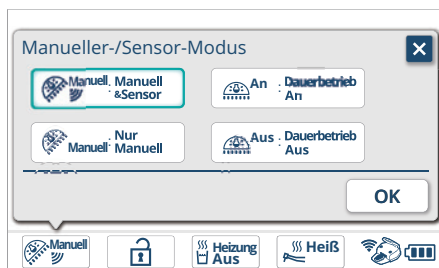 Manueller-/Sensor-Modus
Manuell : Manuell
&Sensor
An : Dauerbetrieb
An
Manuell : Nur
Manuell
Aus : Dauerbetrieb
Aus
OK
Manuell
Heizung
Aus
Heiß